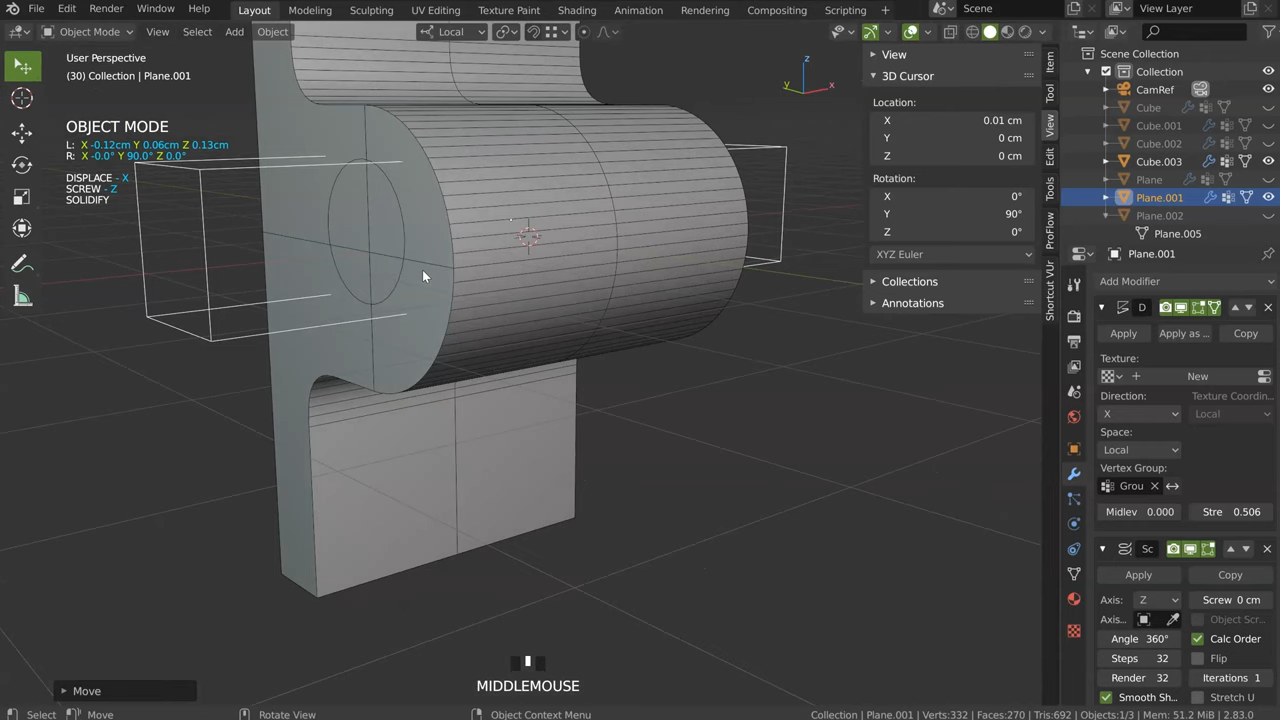 File Edit Render Window Help Layout Modeling Sculpting UV Editing Texture Paint Shading Animation Rendering Compositing Scripting + Scene View Layer
Object Mode View Select Add Object Local
User Perspective
(30) Collection | Plane.001
OBJECT MODE
L: X -0.12cm Y 0.06cm Z 0.13cm
R: X -0.0° Y 90.0° Z 0.0°
DISPLACE - X
SCREW - Z
SOLIDIFY
z
y
x
View
3D Cursor
Location:
X 0.01 cm
Y 0 cm
Z 0 cm
Rotation:
X 0°
Y 90°
Z 0°
XYZ Euler
Collections
Annotations
Item
Tool
View
Edit
Tools
ProFlow
Shortcut VUr
Scene Collection
Collection
CamRef
Cube
Cube.001
Cube.002
Cube.003
Plane
Plane.001
Plane.002
Plane.005
Plane.001
Add Modifier
D
Apply Apply as ... Copy
Texture:
New
Direction: Texture Coordin...
X Local
Space:
Local
Vertex Group:
Grou
Midlev 0.000 Stre 0.506
Sc
Apply Copy
Axis: Z Screw 0 cm
Axis... Object Scr...
Angle 360° Calc Order
Steps 32 Flip
Render 32 Iterations 1
Smooth Sh... Stretch U
MIDDLEMOUSE
Move
Select Move Rotate View Object Context Menu Collection | Plane.001 | Verts:332 | Faces:270 | Tris:692 | Objects:1/3 | Mem: 51.2 MiB | 2.83.0